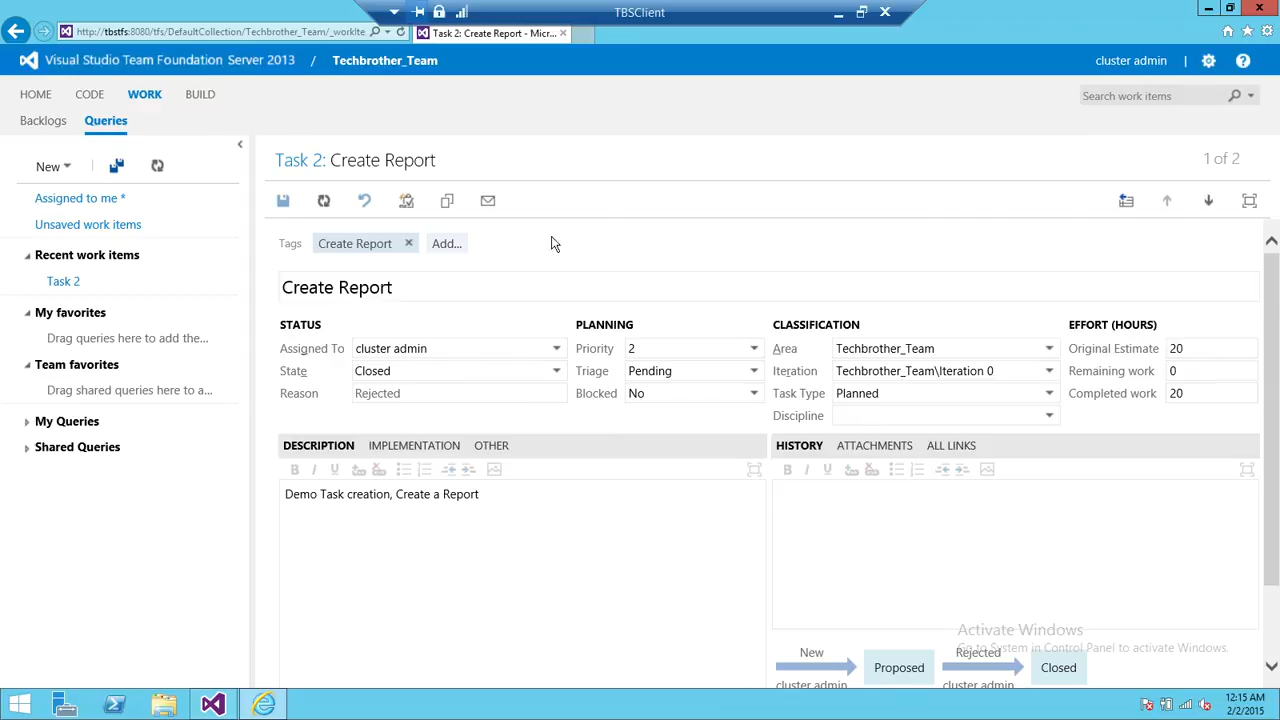 TBSClient
http://tbstfs:8080/tfs/DefaultCollection/Techbrother_Team/_workIte
Task 2: Create Report - Micr...
Visual Studio Team Foundation Server 2013 / Techbrother_Team
cluster admin
HOME CODE WORK BUILD
Search work items
Backlogs Queries
New
Task 2: Create Report
1 of 2
Assigned to me *
Unsaved work items
Recent work items
Task 2
My favorites
Drag queries here to add the...
Team favorites
Drag shared queries here to a...
My Queries
Shared Queries
Tags Create Report Add...
Create Report
STATUS PLANNING CLASSIFICATION EFFORT (HOURS)
Assigned To cluster admin Priority 2 Area Techbrother_Team Original Estimate 20
State Closed Triage Pending Iteration Techbrother_Team\Iteration 0 Remaining work 0
Reason Rejected Blocked No Task Type Planned Completed work 20
Discipline
DESCRIPTION IMPLEMENTATION OTHER HISTORY ATTACHMENTS ALL LINKS
B I U B I U
Demo Task creation, Create a Report
Activate Windows
Go to System in Control Panel to activate Windows.
New Rejected
Proposed Closed
cluster admin cluster admin
12:15 AM
2/2/2015